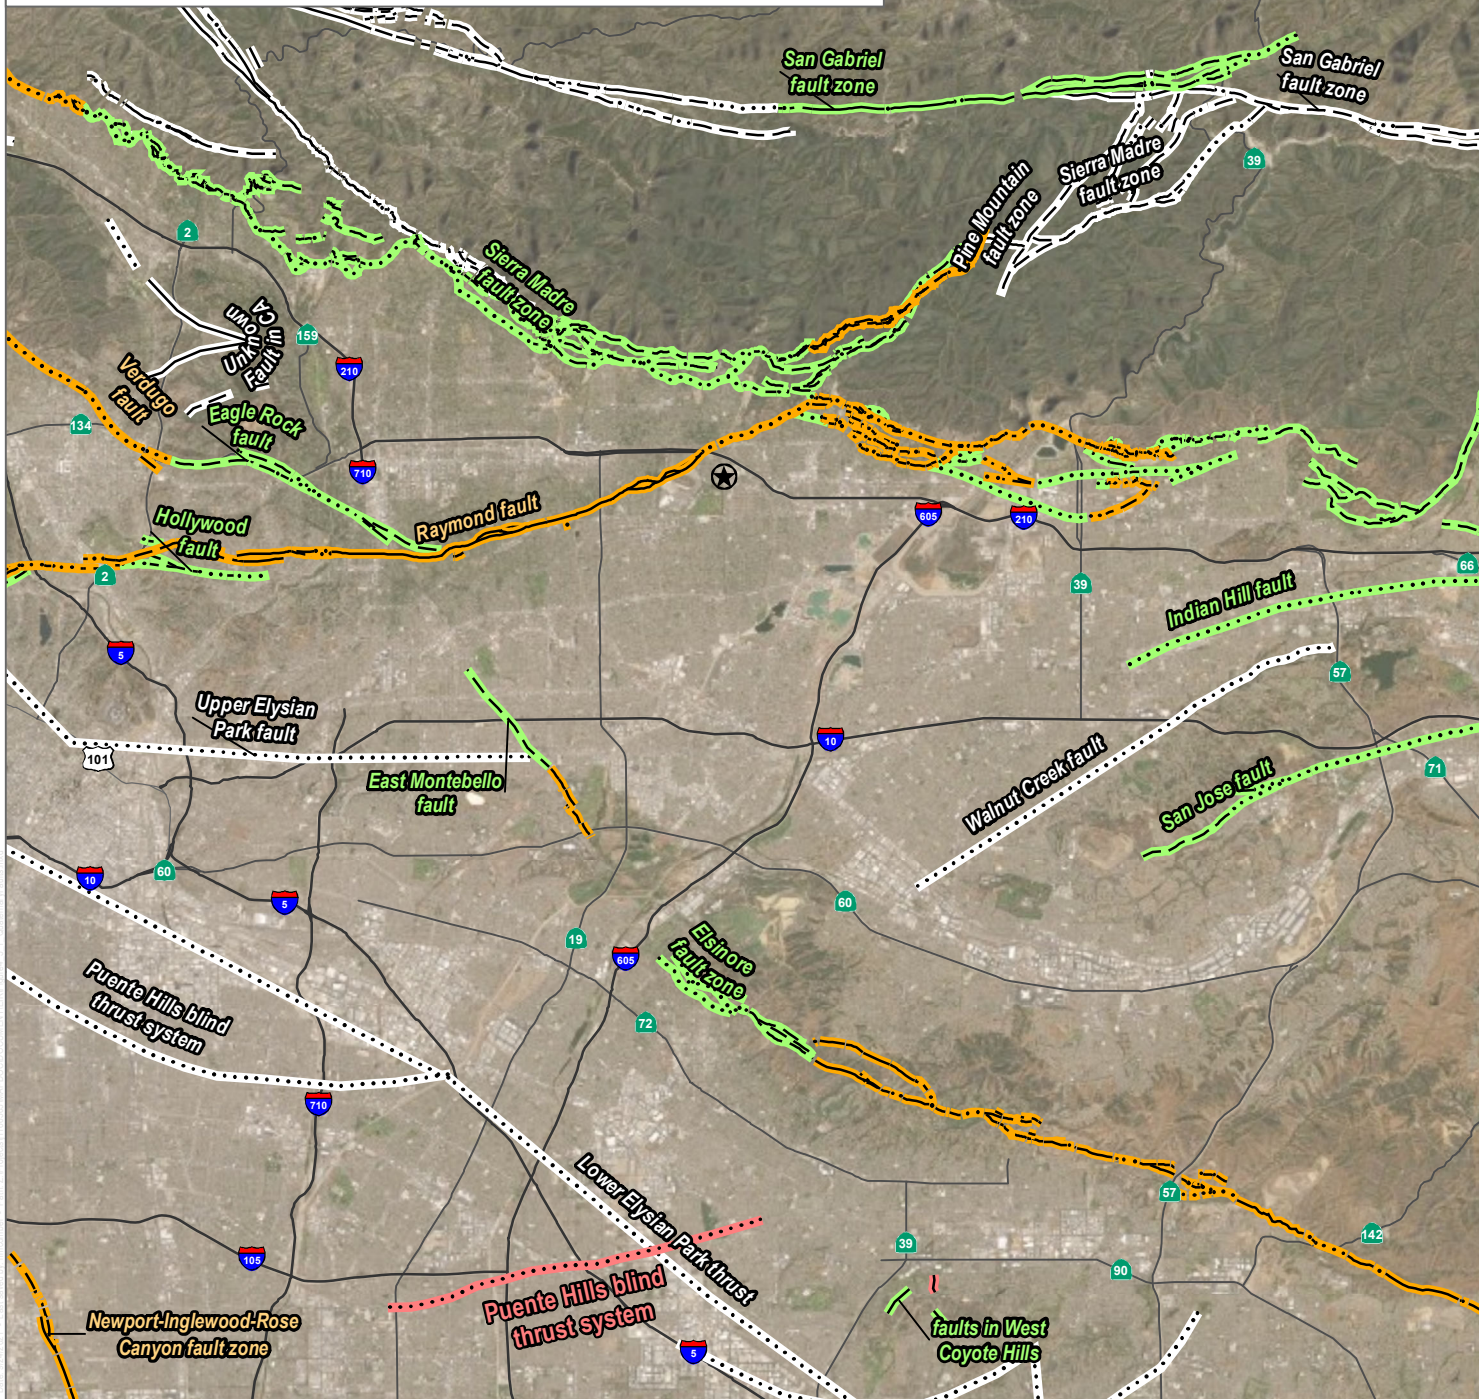 San Gabriel
fault zone
San Gabriel
fault zone
39
Sierra Madre
fault zone
Pine Mountain
fault zone
2
Sierra Madre
fault zone
Unknown
Fault in
CA
159
210
Verdugo
fault
134
Eagle Rock
fault
710
Raymond fault
605
210
Hollywood
fault
2
66
39
Indian Hill fault
5
57
Upper Elysian
Park fault
101
10
East Montebello
fault
Walnut Creek fault
San Jose fault
71
10
60
5
60
19
605
Elsinore
fault zone
Puente Hills blind
thrust system
72
710
Lower Elysian Park thrust
57
105
39
142
90
Puente Hills blind
thrust system
Newport-Inglewood-Rose
Canyon fault zone
5
faults in West
Coyote Hills